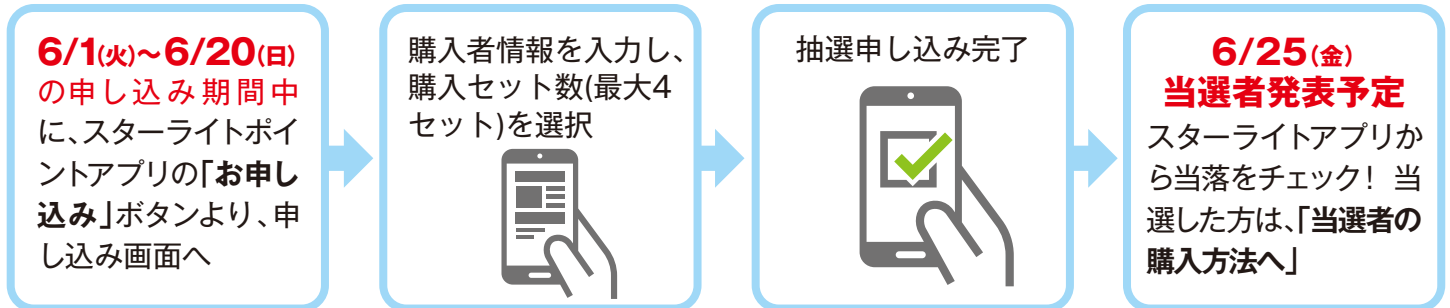 6/1(火)~6/20(日)
の申し込み期間中
に、スターライトポイ
ントアプリの「お申し
込み」ボタンより、申
し込み画面へ
購入者情報を入力し、
購入セット数(最大4
セット)を選択
抽選申し込み完了
6/25(金)
当選者発表予定
スターライトアプリか
ら当落をチェック! 当
選した方は、「当選者の
購入方法へ」